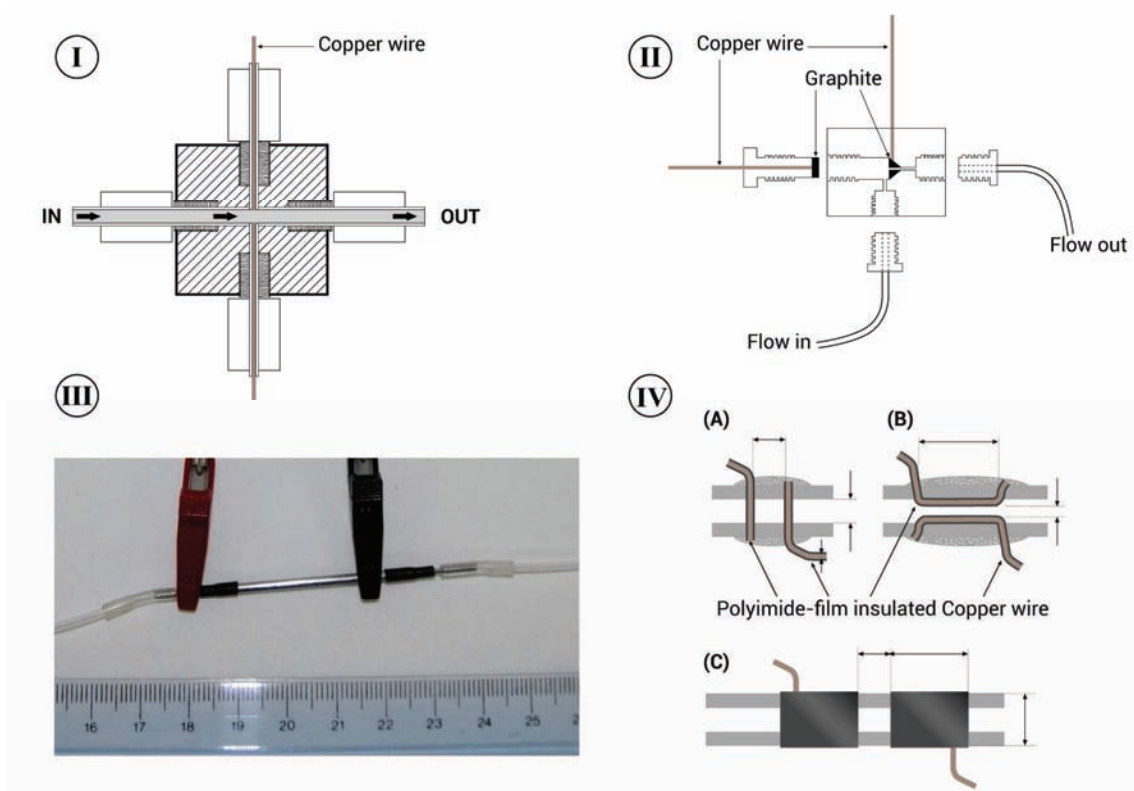 I
Copper wire
IN
OUT
II
Copper wire
Graphite
Flow out
Flow in
III
16 17 18 19 20 21 22 23 24 25
IV
(A)
(B)
Polyimide-film insulated Copper wire
(C)